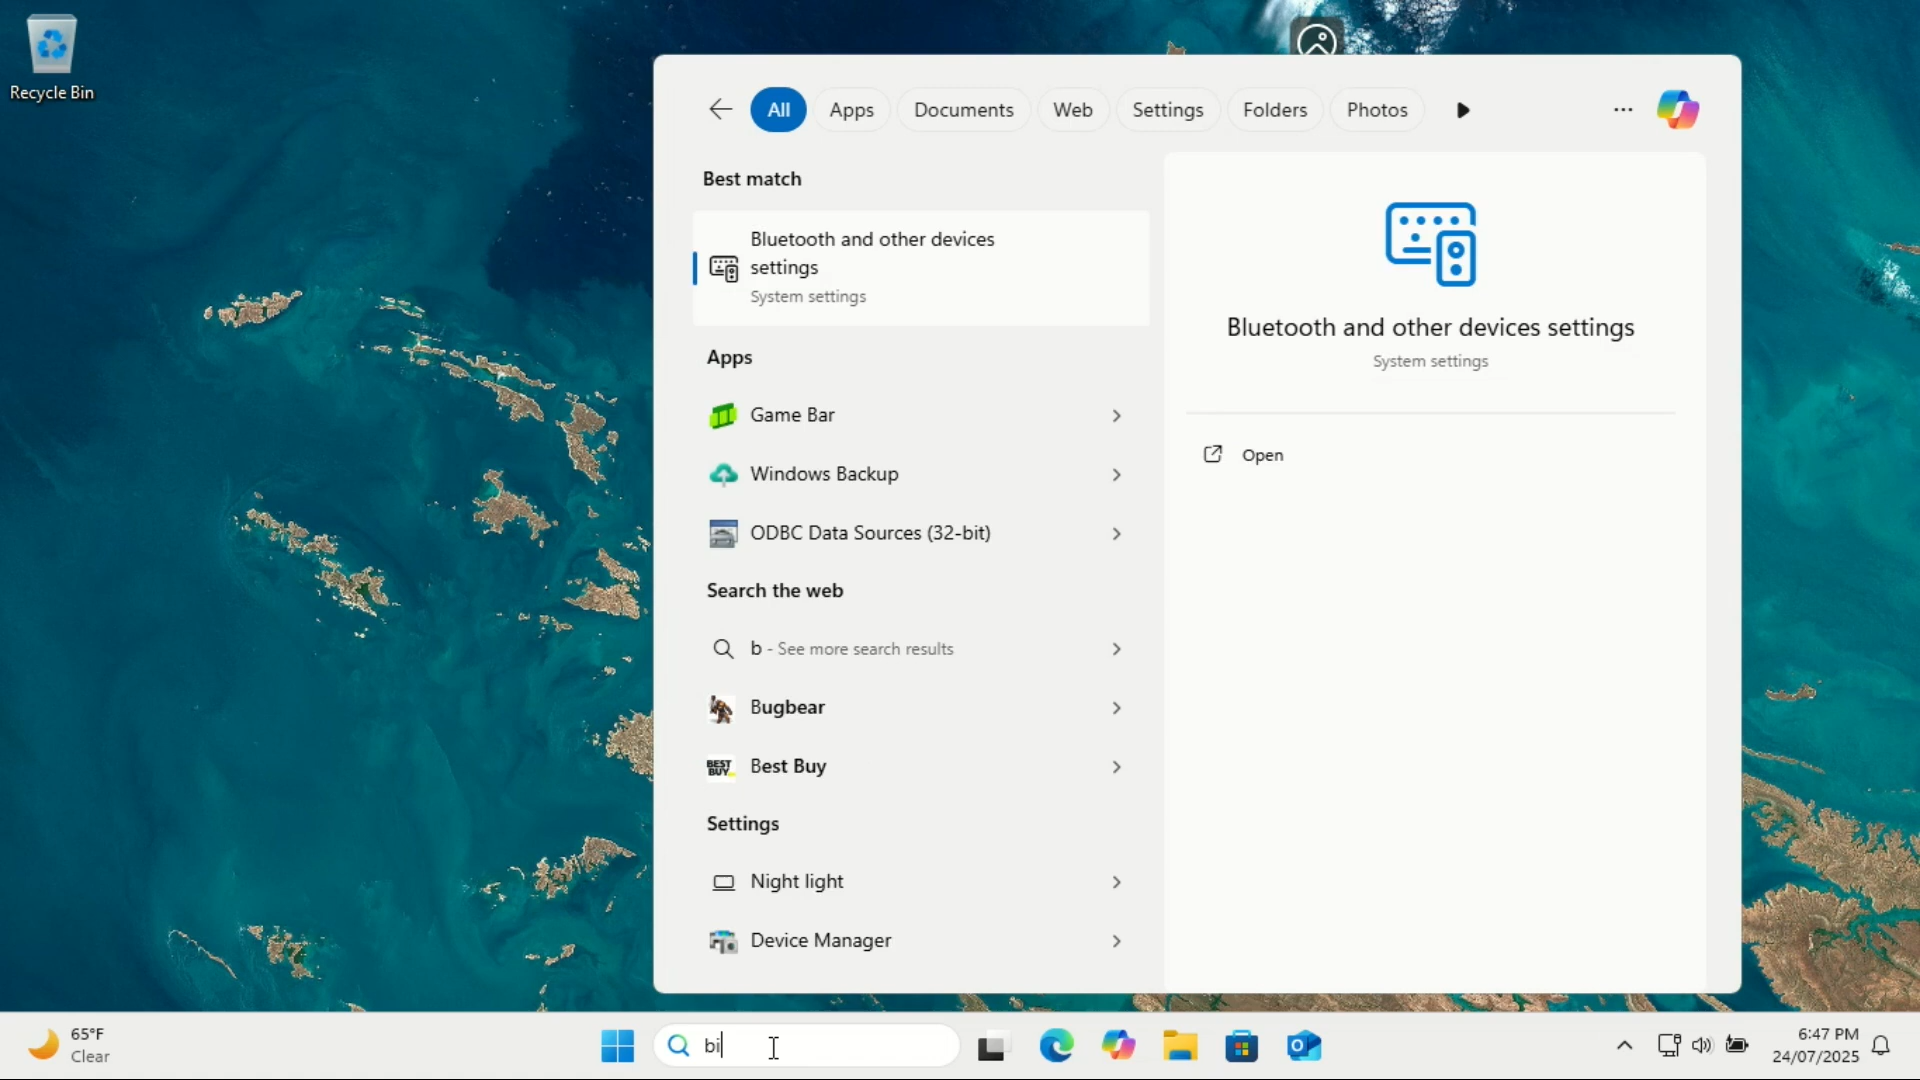 Recycle Bin
All Apps Documents Web Settings Folders Photos
Best match
Bluetooth and other devices
settings
System settings
Apps
Game Bar
Windows Backup
ODBC Data Sources (32-bit)
Search the web
b - See more search results
Bugbear
BEST
BUY
Best Buy
Settings
Night light
Device Manager
Bluetooth and other devices settings
System settings
Open
65°F
Clear
bi
6:47 PM
24/07/2025